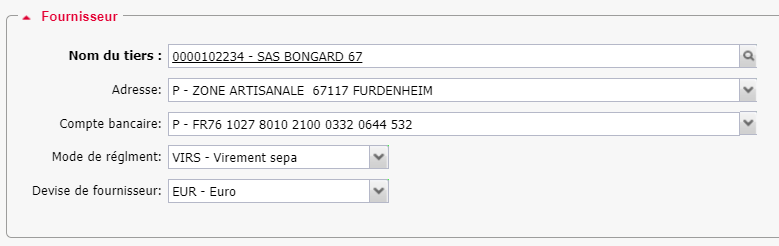 Fournisseur
Nom du tiers : 0000102234 - SAS BONGARD 67
Adresse: P - ZONE ARTISANALE  67117 FURDENHEIM
Compte bancaire: P - FR76 1027 8010 2100 0332 0644 532
Mode de réglment: VIRS - Virement sepa
Devise de fournisseur: EUR - Euro